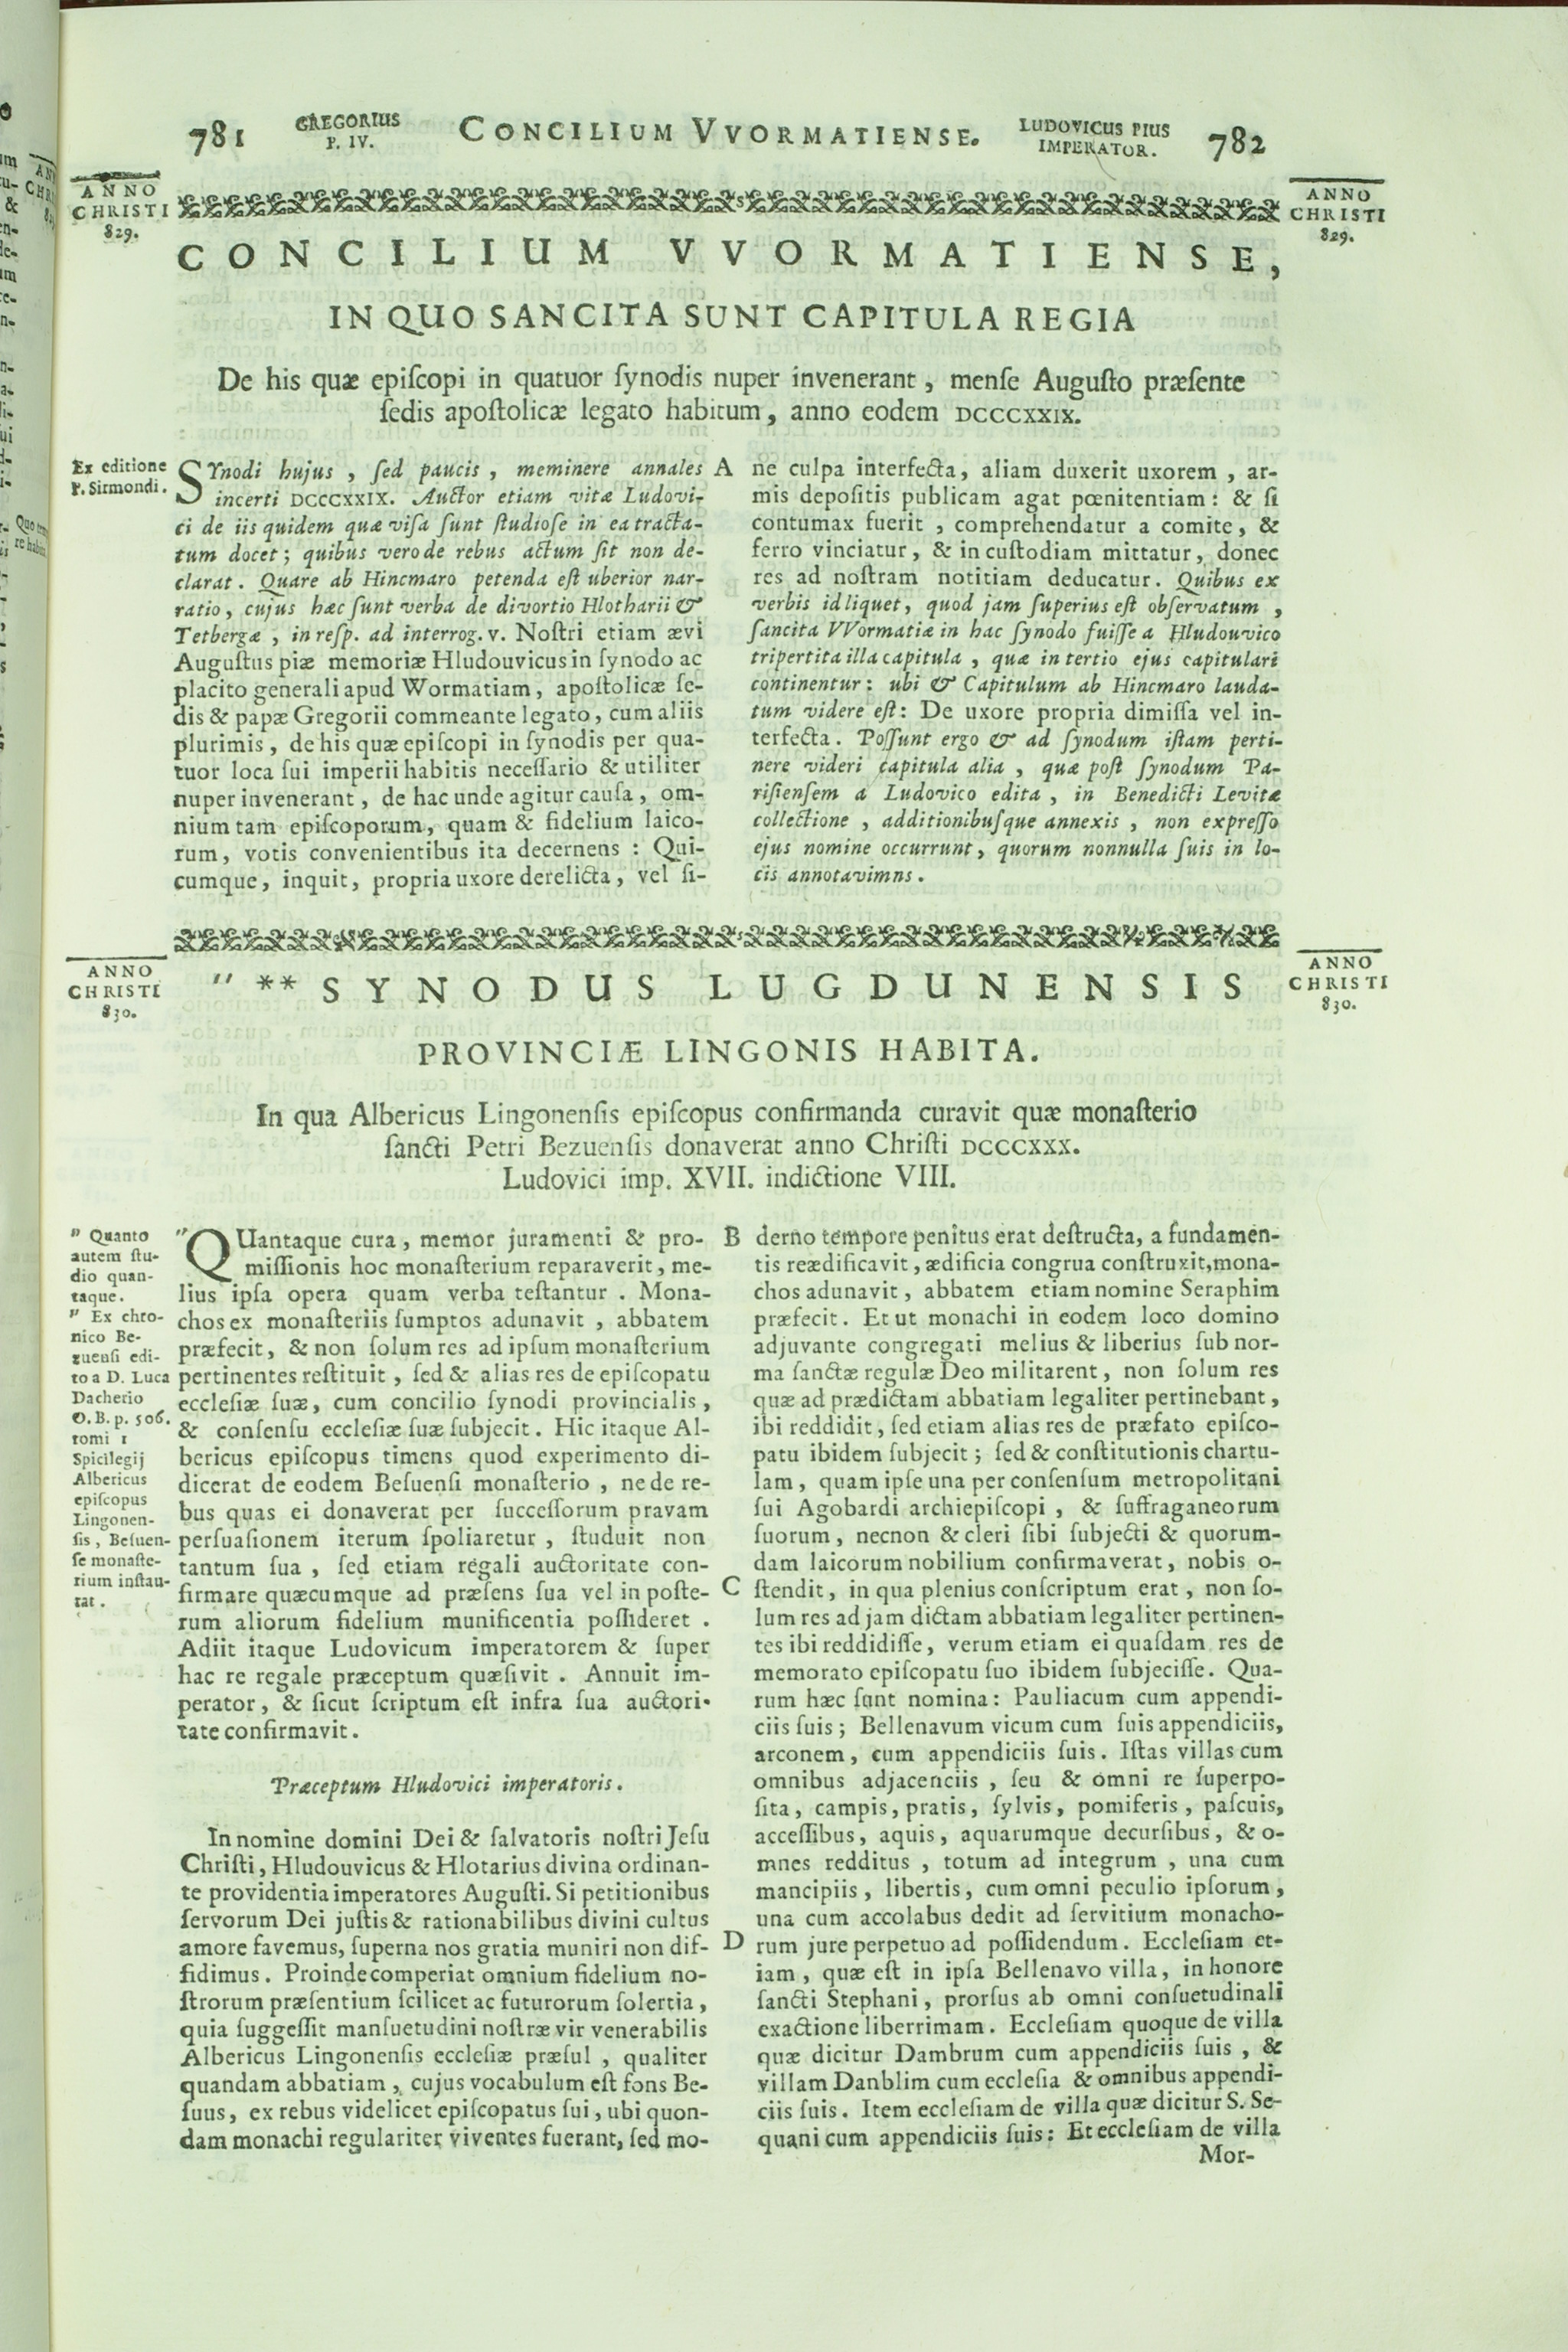 781
GREGORIUS
P. IV.
CONCILIUM VVORMATIENSE.
LUDOVICUS PIUS
IMPERATOR.
782
ANNO
CHRISTI
829.
ANNO
CHRISTI
829.
CONCILIUM VVORMATIENSE,
IN QUO SANCITA SUNT CAPITULA REGIA
De his quæ epiſcopi in quatuor ſynodis nuper invenerant, menſe Auguſto præſente
ſedis apoſtolicæ legato habitum, anno eodem DCCCXXIX.
Ex editione
P. Sirmondi.
SYnodi hujus, ſed paucis, meminere annales
incerti DCCCXXIX. Auctor etiam vitæ Ludovi-
ci de iis quidem quæ viſa ſunt ſtudioſe in ea tracta-
tum docet; quibus vero de rebus actum ſit non de-
clarat. Quare ab Hincmaro petenda eſt uberior nar-
ratio, cujus hæc ſunt verba de divortio Hlotharii &
Tetbergæ, in reſp. ad interrog. v. Noſtri etiam ævi
Auguſtus piæ memoriæ Hludouvicus in ſynodo ac
placito generali apud Wormatiam, apoſtolicæ ſe-
dis & papæ Gregorii commeante legato, cum aliis
plurimis, de his quæ epiſcopi in ſynodis per qua-
tuor loca ſui imperii habitis neceſſario & utiliter
nuper invenerant, de hac unde agitur cauſa, om-
nium tam epiſcoporum, quam & fidelium laico-
rum, votis convenientibus ita decernens: Qui-
cumque, inquit, propria uxore derelicta, vel ſi-
A
ne culpa interfecta, aliam duxerit uxorem, ar-
mis depoſitis publicam agat pœnitentiam: & ſi
contumax fuerit, comprehendatur a comite, &
ferro vinciatur, & in cuſtodiam mittatur, donec
res ad noſtram notitiam deducatur. Quibus ex
verbis id liquet, quod jam ſuperius eſt obſervatum,
ſancita VVormatiæ in hac ſynodo fuiſſe a Hludouvico
tripertita illa capitula, quæ in tertio ejus capitulari
continentur: ubi & Capitulum ab Hincmaro lauda-
tum videre eſt: De uxore propria dimiſſa vel in-
terfecta. Poſſunt ergo & ad ſynodum iſtam perti-
nere videri capitula alia, quæ poſt ſynodum Pa-
riſienſem a Ludovico edita, in Benedicti Levitæ
collectione, additionibuſque annexis, non expreſſo
ejus nomine occurrunt, quorum nonnulla ſuis in lo-
cis annotavimns.
ANNO
CHRISTI
830.
ANNO
CHRISTI
830.
" ** SYNODUS LUGDUNENSIS
PROVINCIÆ LINGONIS HABITA.
In qua Albericus Lingonenſis epiſcopus confirmanda curavit quæ monaſterio
ſancti Petri Bezuenſis donaverat anno Chriſti DCCCXXX.
Ludovici imp. XVII. indictione VIII.
" Quanto
autem ſtu-
dio quan-
taque.
" Ex chro-
nico Be-
zuenſi edi-
to a D. Luca
Dacherio
O. B. p. 506.
tomi 1
Spicilegij
Albericus
epiſcopus
Lingonen-
ſis, Beſuen-
ſe monaſte-
rium inſtau-
rat.
"QUantaque cura, memor juramenti & pro-
miſſionis hoc monaſterium reparaverit, me-
lius ipſa opera quam verba teſtantur. Mona-
chos ex monaſteriis ſumptos adunavit, abbatem
præfecit, & non ſolum res ad ipſum monaſterium
pertinentes reſtituit, ſed & alias res de epiſcopatu
eccleſiæ ſuæ, cum concilio ſynodi provincialis,
& conſenſu eccleſiæ ſuæ ſubjecit. Hic itaque Al-
bericus epiſcopus timens quod experimento di-
dicerat de eodem Beſuenſi monaſterio, ne de re-
bus quas ei donaverat per ſucceſſorum pravam
perſuaſionem iterum ſpoliaretur, ſtuduit non
tantum ſua, ſed etiam regali auctoritate con-
firmare quæcumque ad præſens ſua vel in poſte-
rum aliorum fidelium munificentia poſſideret.
Adiit itaque Ludovicum imperatorem & ſuper
hac re regale præceptum quæſivit. Annuit im-
perator, & ſicut ſcriptum eſt infra ſua auctori-
tate confirmavit.
Præceptum Hludovici imperatoris.
In nomine domini Dei & ſalvatoris noſtri Jeſu
Chriſti, Hludouvicus & Hlotarius divina ordinan-
te providentia imperatores Auguſti. Si petitionibus
ſervorum Dei juſtis & rationabilibus divini cultus
amore favemus, ſuperna nos gratia muniri non dif-
fidimus. Proinde comperiat omnium fidelium no-
ſtrorum præſentium ſcilicet ac futurorum ſolertia,
quia ſuggeſſit manſuetudini noſtræ vir venerabilis
Albericus Lingonenſis eccleſiæ præſul, qualiter
quandam abbatiam, cujus vocabulum eſt fons Be-
ſuus, ex rebus videlicet epiſcopatus ſui, ubi quon-
dam monachi regulariter viventes fuerant, ſed mo-
B
C
D
derno tempore penitus erat deſtructa, a fundamen-
tis reædificavit, ædificia congrua conſtruxit, mona-
chos adunavit, abbatem etiam nomine Seraphim
præfecit. Et ut monachi in eodem loco domino
adjuvante congregati melius & liberius ſub nor-
ma ſanctæ regulæ Deo militarent, non ſolum res
quæ ad prædictam abbatiam legaliter pertinebant,
ibi reddidit, ſed etiam alias res de præfato epiſco-
patu ibidem ſubjecit; ſed & conſtitutionis chartu-
lam, quam ipſe una per conſenſum metropolitani
ſui Agobardi archiepiſcopi, & ſuffraganeorum
ſuorum, necnon & cleri ſibi ſubjecti & quorum-
dam laicorum nobilium confirmaverat, nobis o-
ſtendit, in qua plenius conſcriptum erat, non ſo-
lum res ad jam dictam abbatiam legaliter pertinen-
tes ibi reddidiſſe, verum etiam ei quaſdam res de
memorato epiſcopatu ſuo ibidem ſubjeciſſe. Qua-
rum hæc ſunt nomina: Pauliacum cum appendi-
ciis ſuis; Bellenavum vicum cum ſuis appendiciis,
arconem, cum appendiciis ſuis. Iſtas villas cum
omnibus adjacenciis, ſeu & omni re ſuperpo-
ſita, campis, pratis, ſylvis, pomiferis, paſcuis,
acceſſibus, aquis, aquarumque decurſibus, & o-
mnes redditus, totum ad integrum, una cum
mancipiis, libertis, cum omni peculio ipſorum,
una cum accolabus dedit ad ſervitium monacho-
rum jure perpetuo ad poſſidendum. Eccleſiam et-
iam, quæ eſt in ipſa Bellenavo villa, in honore
ſancti Stephani, prorſus ab omni conſuetudinali
exactione liberrimam. Eccleſiam quoque de villa
quæ dicitur Dambrum cum appendiciis ſuis, &
villam Danblim cum eccleſia & omnibus appendi-
ciis ſuis. Item eccleſiam de villa quæ dicitur S. Se-
quani cum appendiciis ſuis: Et eccleſiam de villa
Mor-